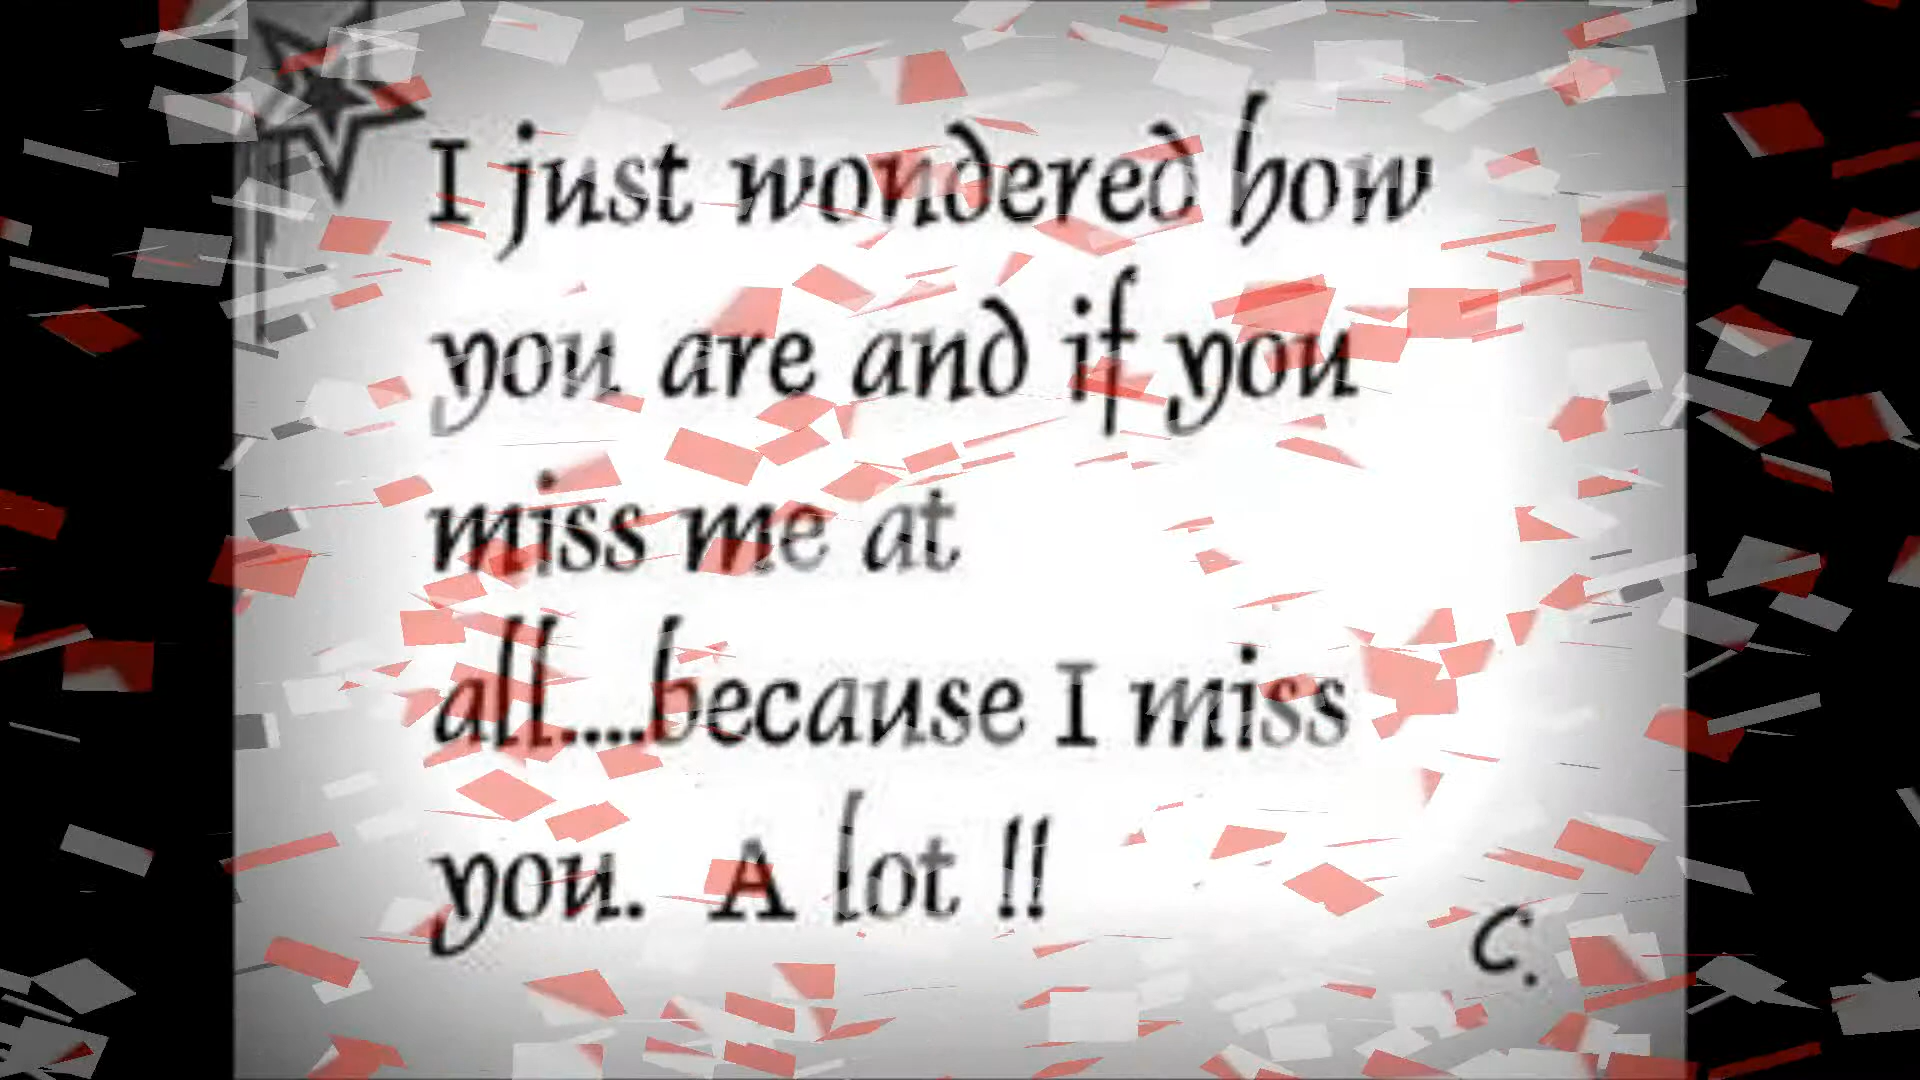 I just wondered how
you are and if you
miss me at
all....because I miss
you. A lot !!
C.